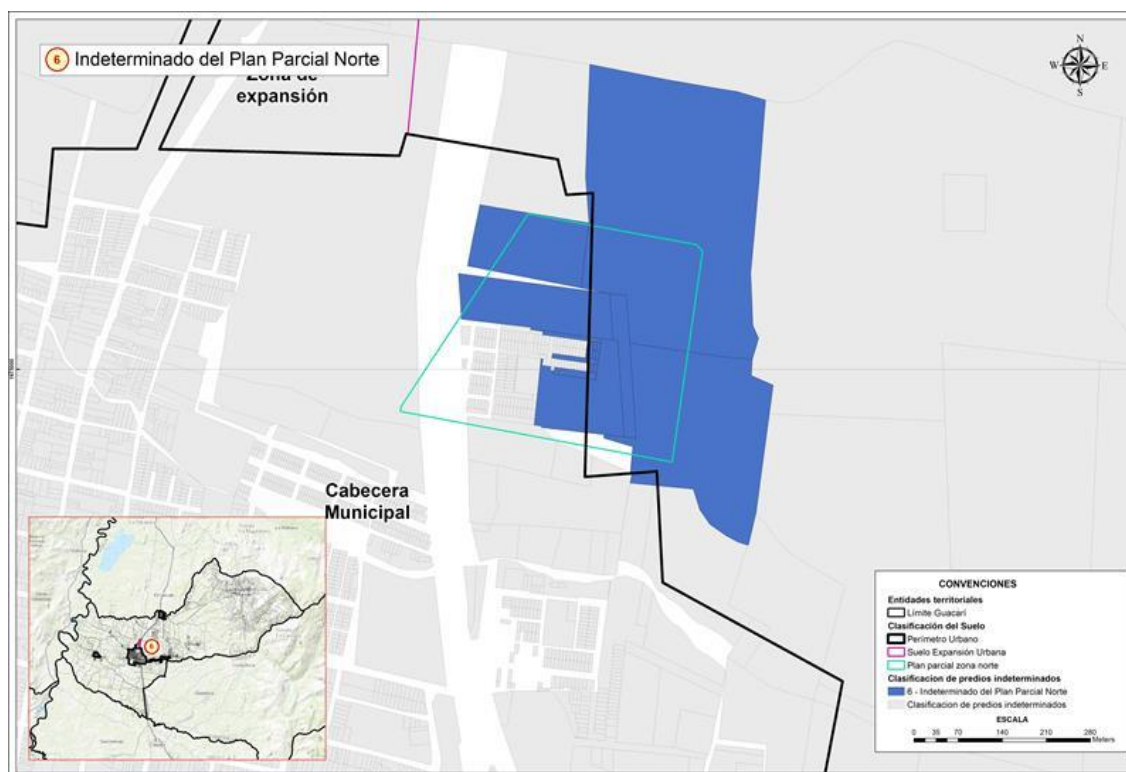 6 Indeterminado del Plan Parcial Norte
Zona de
expansión
N
W E
S
Cabecera
Municipal
6
CONVENCIONES
Entidades territoriales
Límite Guacarí
Clasificación del Suelo
Perímetro Urbano
Suelo Expansión Urbana
Plan parcial zona norte
Clasificacion de predios indeterminados
6 - Indeterminado del Plan Parcial Norte
Clasificacion de predios indeterminados
ESCALA
0 35 70 140 210 280
Meters